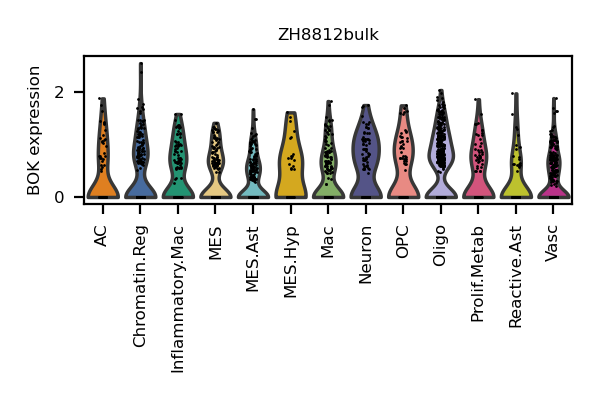 ZH8812bulk
BOK expression
2
0
AC
Chromatin.Reg
Inflammatory.Mac
MES
MES.Ast
MES.Hyp
Mac
Neuron
OPC
Oligo
Prolif.Metab
Reactive.Ast
Vasc